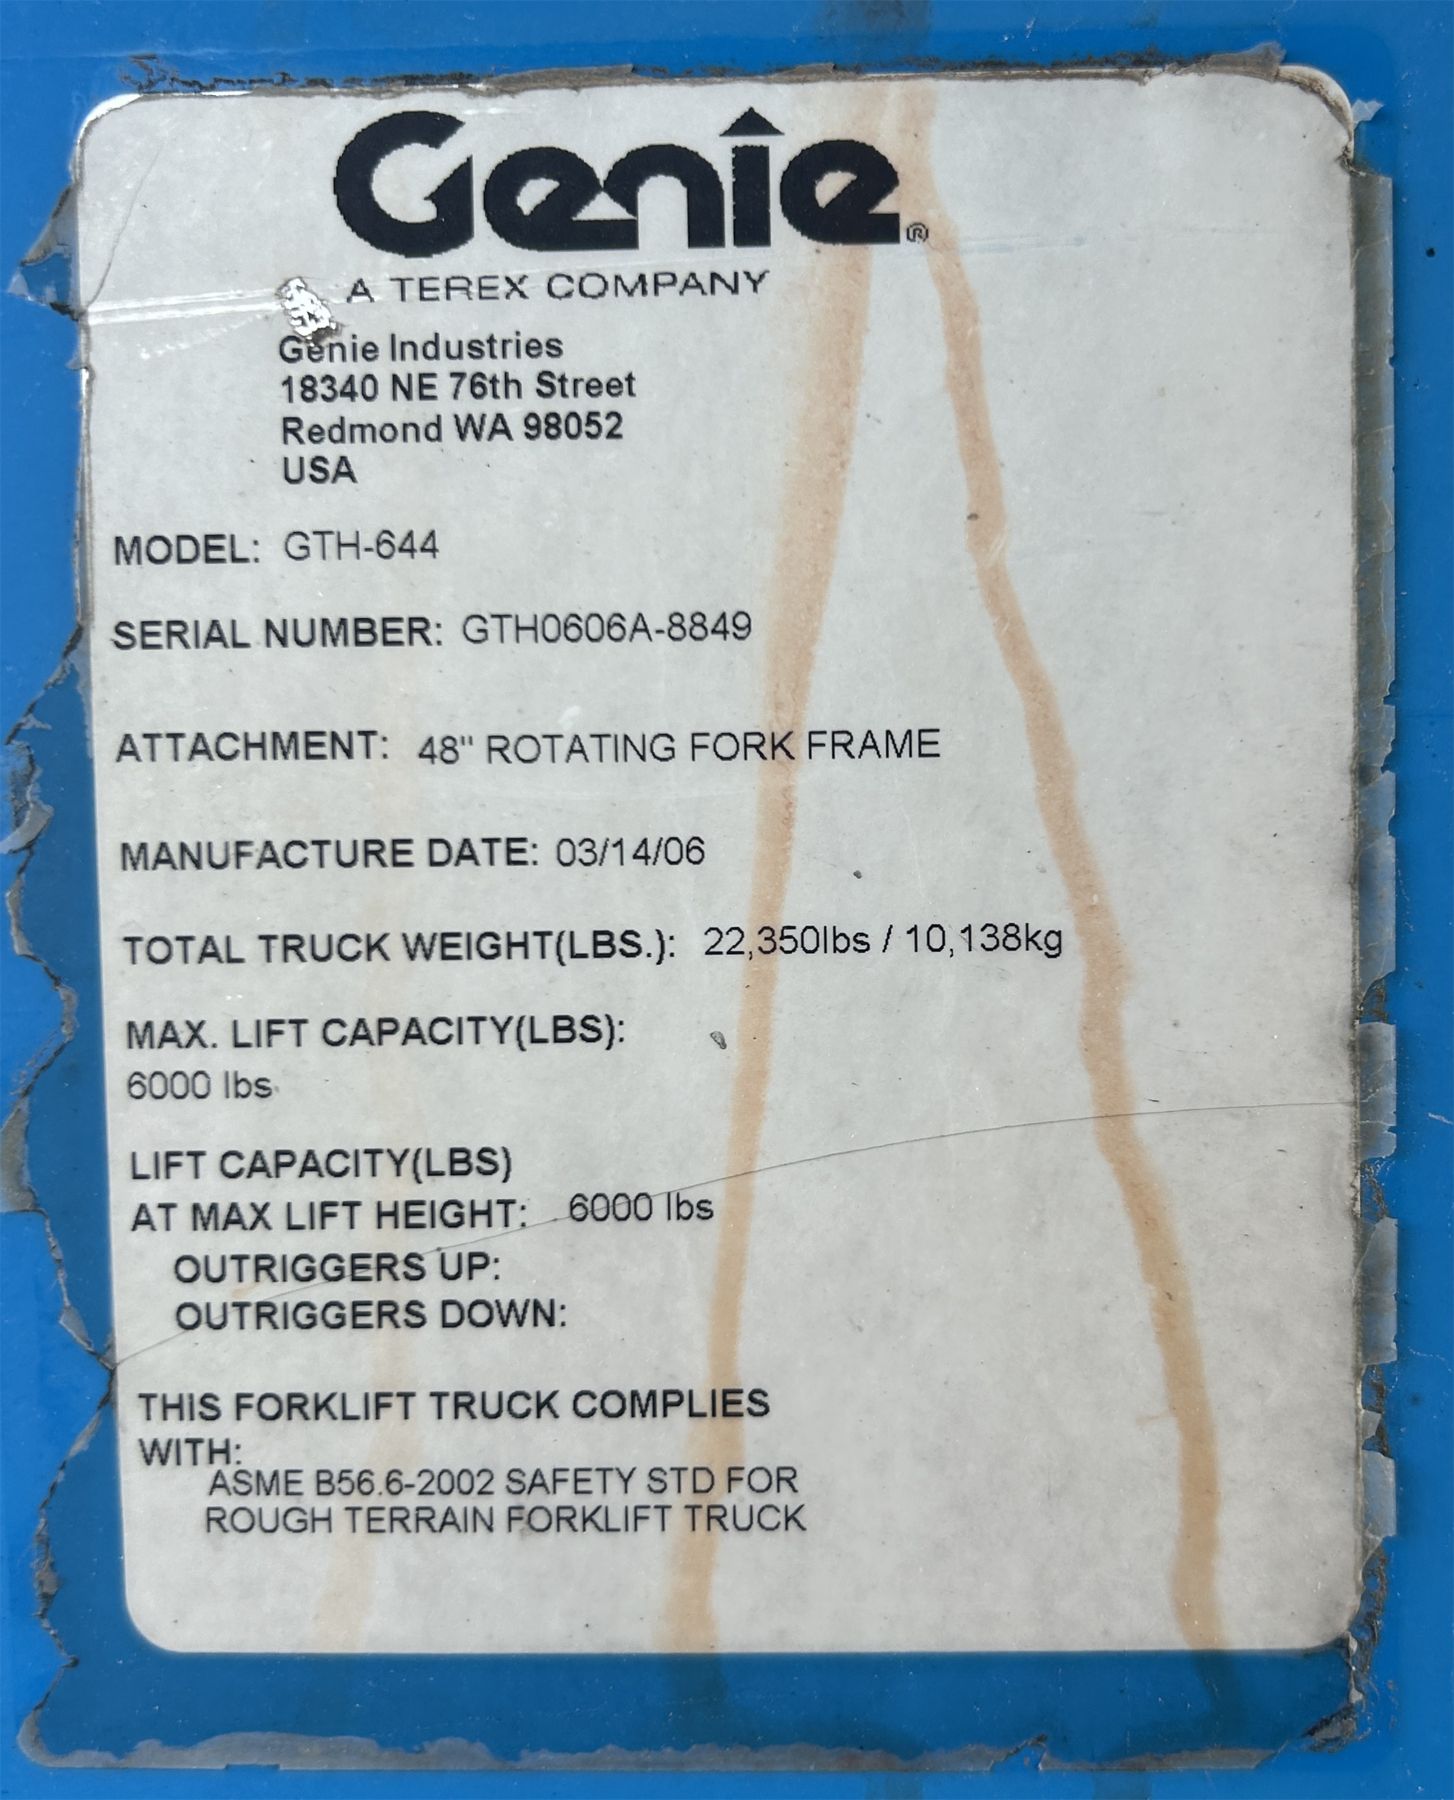 Genie®
A TEREX COMPANY
Genie Industries
18340 NE 76th Street
Redmond WA 98052
USA
MODEL: GTH-644
SERIAL NUMBER: GTH0606A-8849
ATTACHMENT: 48" ROTATING FORK FRAME
MANUFACTURE DATE: 03/14/06
TOTAL TRUCK WEIGHT(LBS.): 22,350lbs / 10,138kg
MAX. LIFT CAPACITY(LBS):
6000 lbs
LIFT CAPACITY(LBS)
AT MAX LIFT HEIGHT: 6000 lbs
OUTRIGGERS UP:
OUTRIGGERS DOWN:
THIS FORKLIFT TRUCK COMPLIES
WITH:
ASME B56.6-2002 SAFETY STD FOR
ROUGH TERRAIN FORKLIFT TRUCK